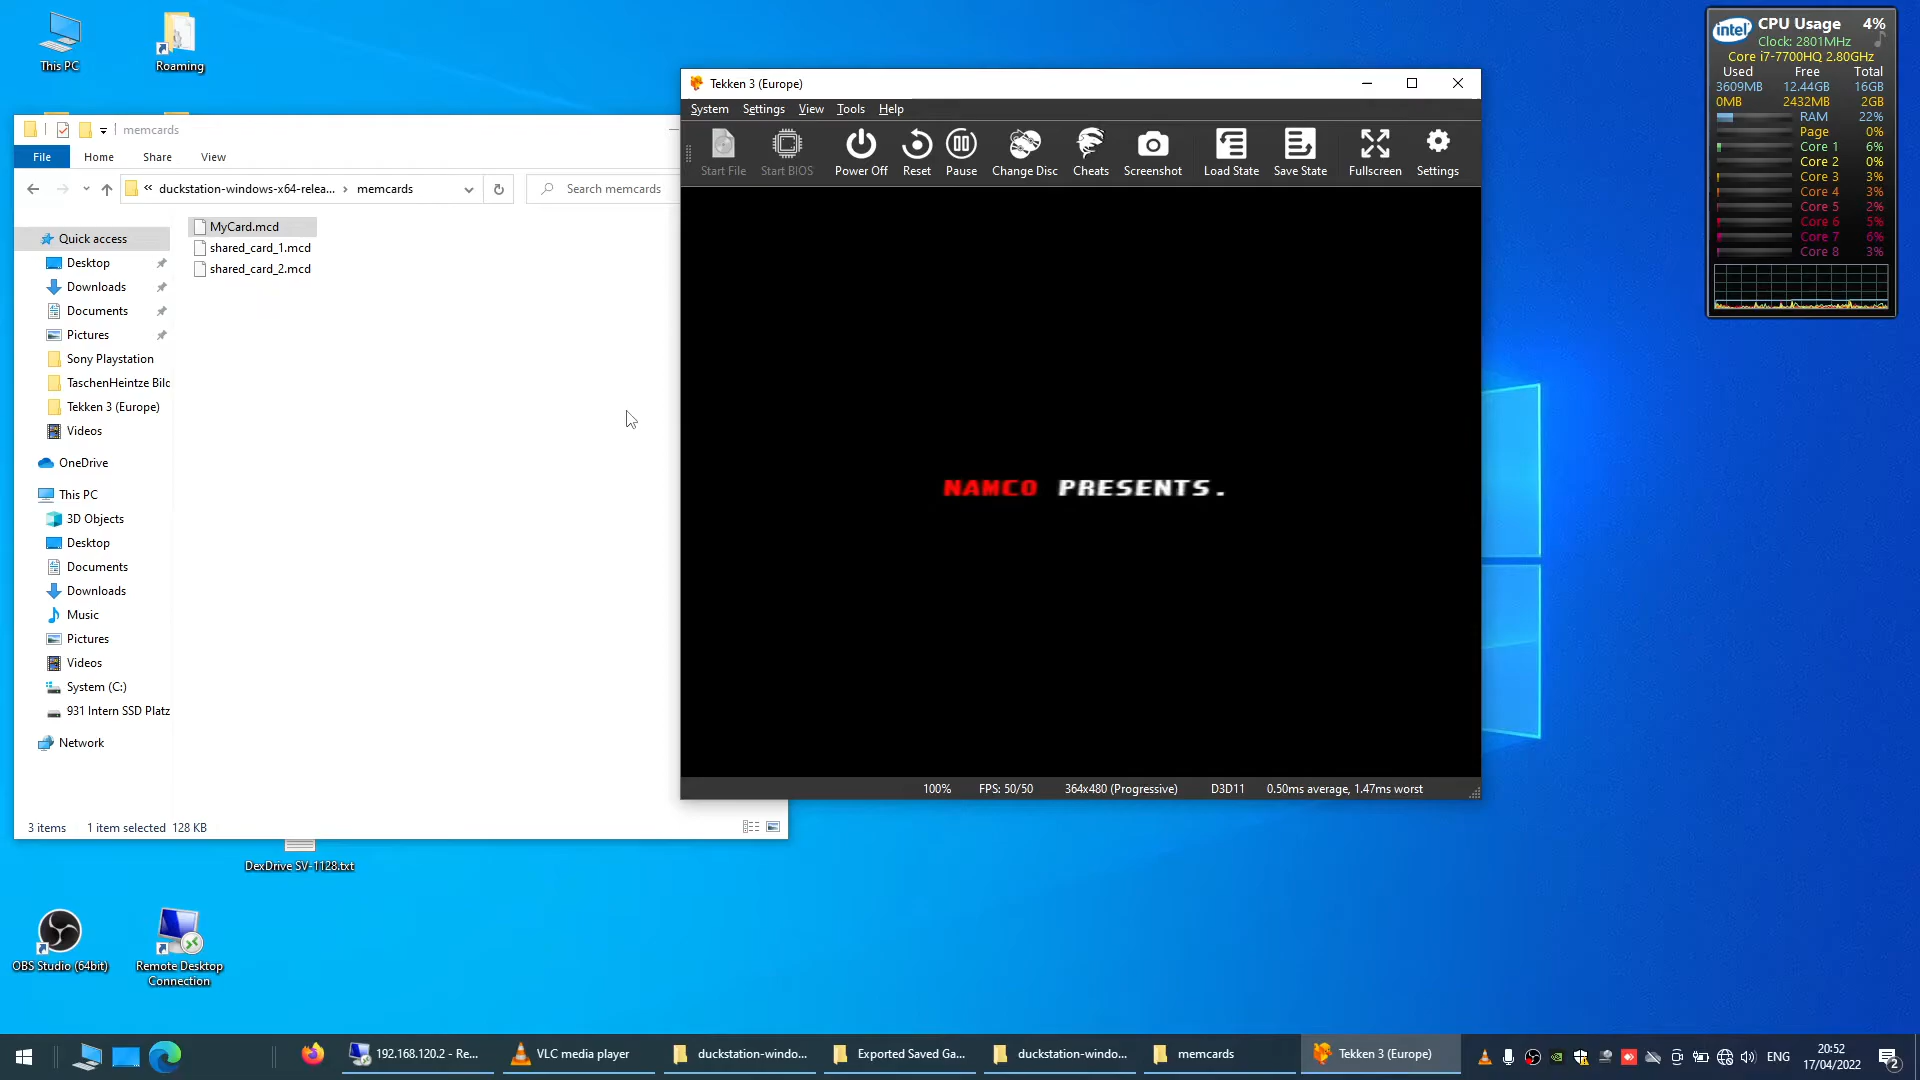 This PC
Roaming
memcards
File
Home
Share
View
« duckstation-windows-x64-relea... › memcards
Search memcards
Quick access
Desktop
Downloads
Documents
Pictures
Sony Playstation
TaschenHeintze Bild
Tekken 3 (Europe)
Videos
OneDrive
This PC
3D Objects
Desktop
Documents
Downloads
Music
Pictures
Videos
System (C:)
931 Intern SSD Platz
Network
MyCard.mcd
shared_card_1.mcd
shared_card_2.mcd
3 items
1 item selected 128 KB
Tekken 3 (Europe)
System
Settings
View
Tools
Help
Start File
Start BIOS
Power Off
Reset
Pause
Change Disc
Cheats
Screenshot
Load State
Save State
Fullscreen
Settings
NAMCO PRESENTS.
100%
FPS: 50/50
364x480 (Progressive)
D3D11
0.50ms average, 1.47ms worst
intel
CPU Usage 4%
Clock: 2801MHz
Core i7-7700HQ 2.80GHz
Used Free Total
3609MB 12.44GB 16GB
0MB 2432MB 2GB
RAM 22%
Page 0%
Core 1 6%
Core 2 0%
Core 3 3%
Core 4 3%
Core 5 2%
Core 6 5%
Core 7 6%
Core 8 3%
DexDrive SV-1128.txt
OBS Studio (64bit)
Remote Desktop
Connection
192.168.120.2 - Re...
VLC media player
duckstation-windo...
Exported Saved Ga...
duckstation-windo...
memcards
Tekken 3 (Europe)
ENG
20:52
17/04/2022
2